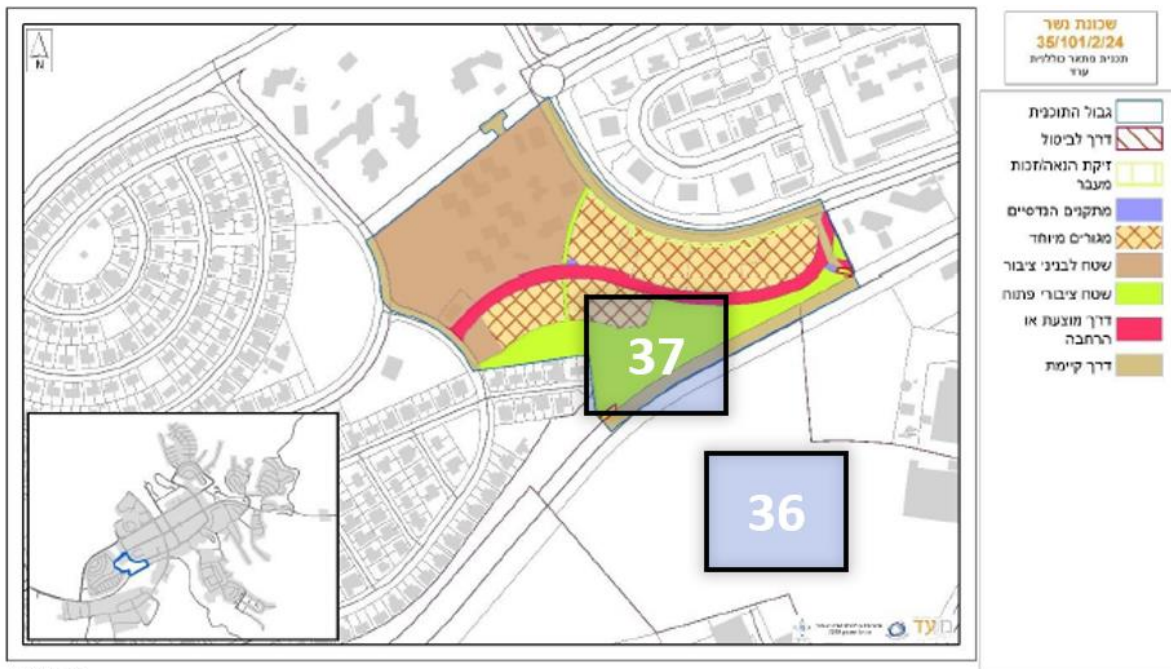 שכונת נשר
35/101/2/24
תכנית מתאר כוללנית
ערד
גבול התוכנית
דרך לביטול
זיקת הנאה/זכות
מעבר
מתקנים הנדסיים
מגורים מיוחד
שטח לבניני ציבור
שטח ציבורי פתוח
דרך מוצעת או
הרחבה
דרך קיימת
N
37
36